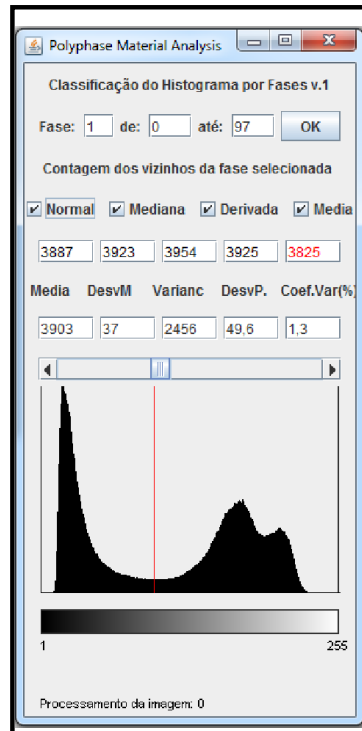 Polyphase Material Analysis
Classificação do Histograma por Fases v.1
Fase: 1 de: 0 até: 97 OK
Contagem dos vizinhos da fase selecionada
Normal Mediana Derivada Media
3887 3923 3954 3925 3825
Media DesvM Varianc DesvP. Coef.Var(%)
3903 37 2456 49,6 1,3
1 255
Processamento da imagem: 0